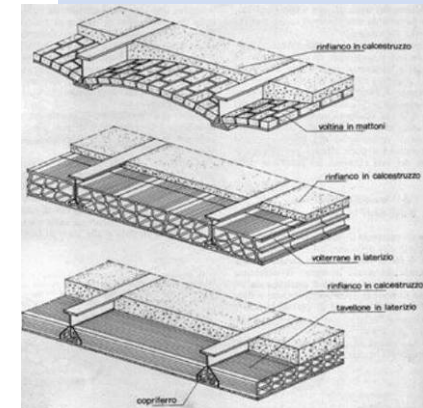 rinfianco in calcestruzzo
voltina in mattoni
rinfianco in calcestruzzo
volterrane in laterizio
rinfianco in calcestruzzo
tavellone in laterizio
copriferro